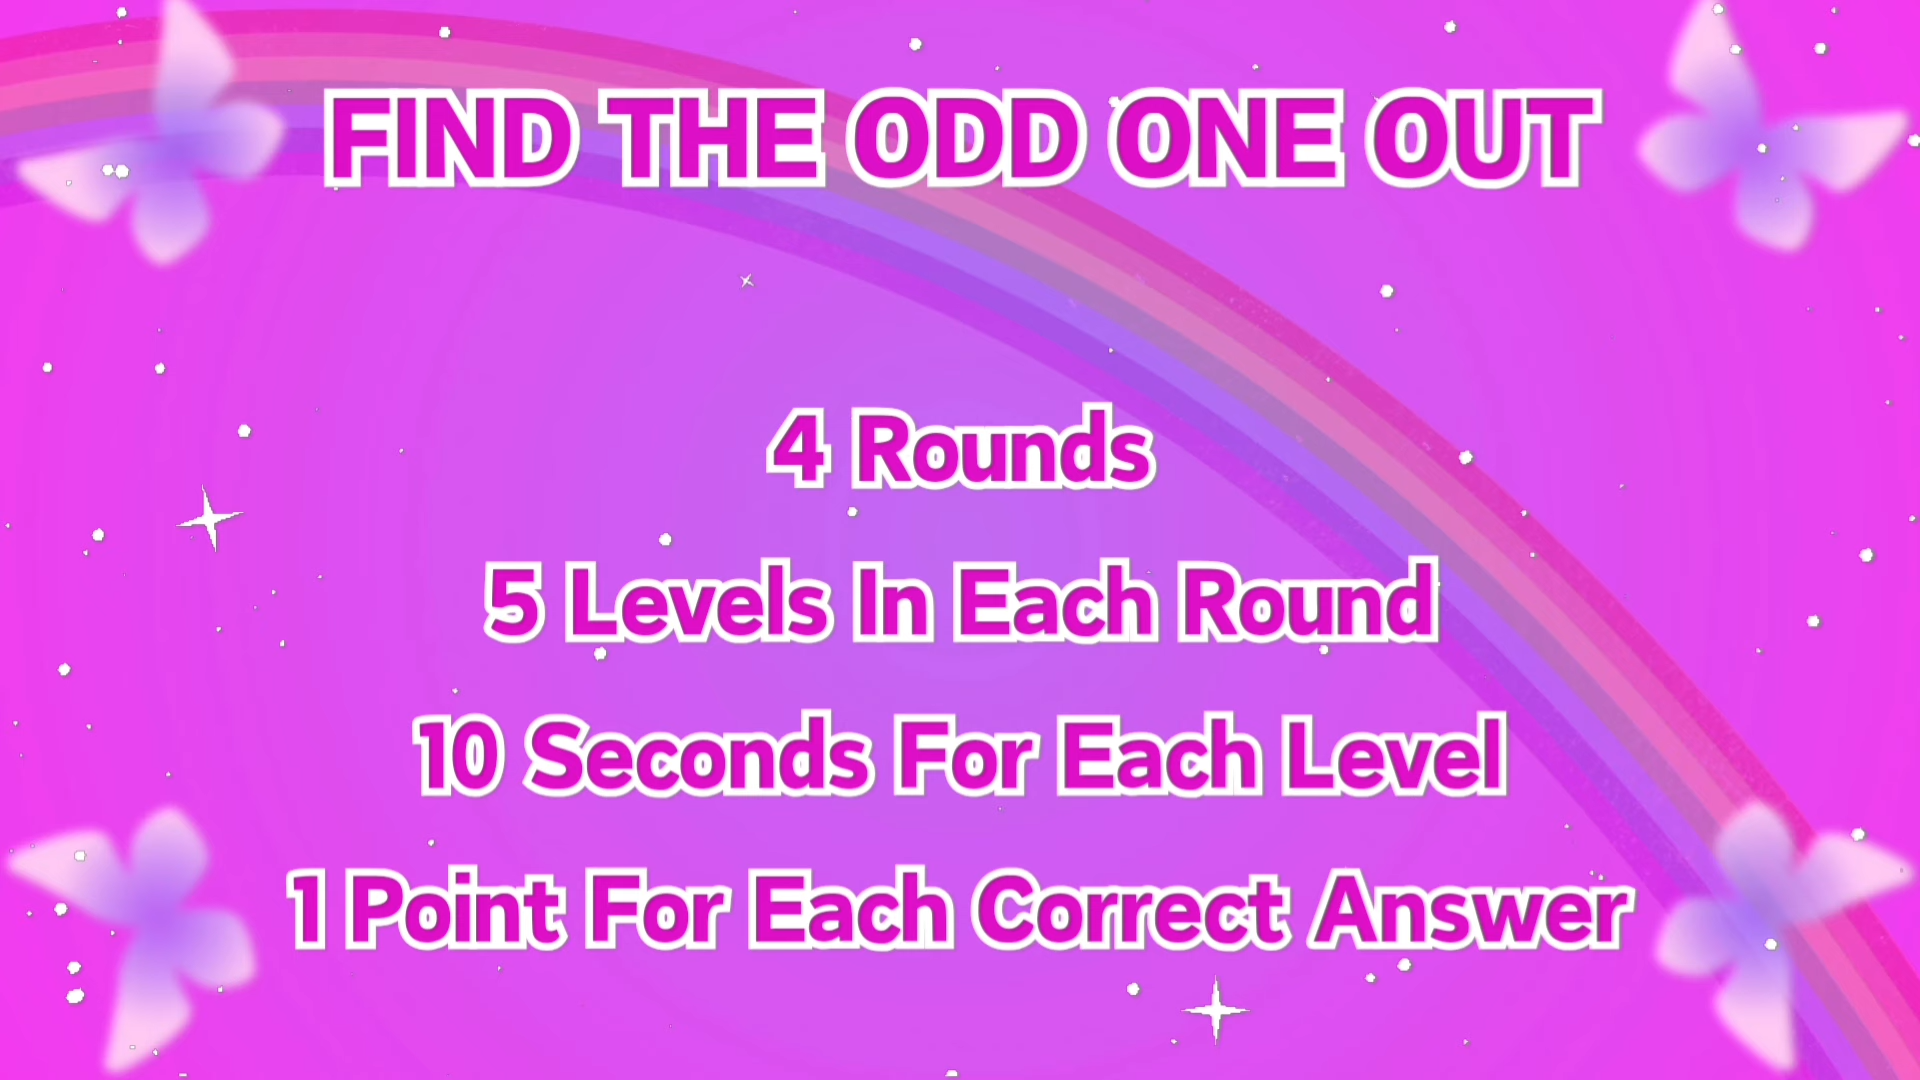 FIND THE ODD ONE OUT
4 Rounds
5 Levels In Each Round
10 Seconds For Each Level
1 Point For Each Correct Answer